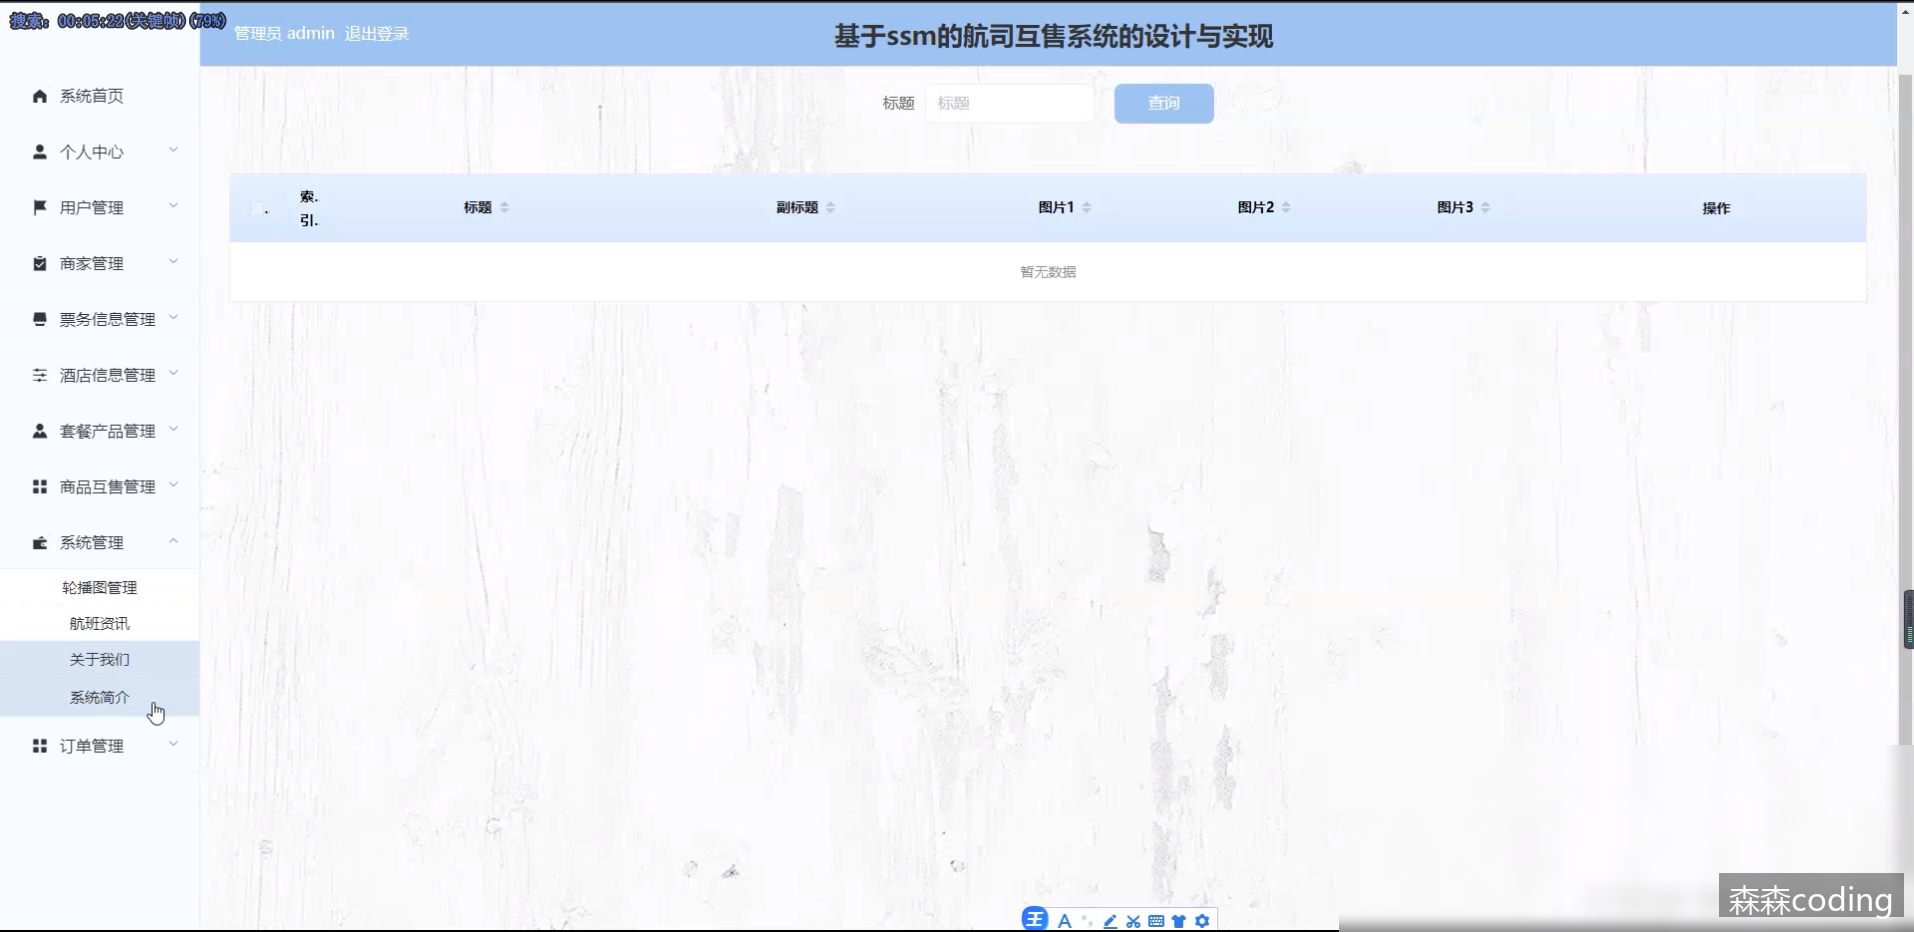 搜索: 00:05:22(关键帧) (79%)
管理员 admin 退出登录
基于ssm的航司互售系统的设计与实现
系统首页
个人中心
用户管理
商家管理
票务信息管理
酒店信息管理
套餐产品管理
商品互售管理
系统管理
轮播图管理
航班资讯
关于我们
系统简介
订单管理
标题 标题 查询
索.
引.
标题 副标题 图片1 图片2 图片3 操作
暂无数据
王 A
森森coding